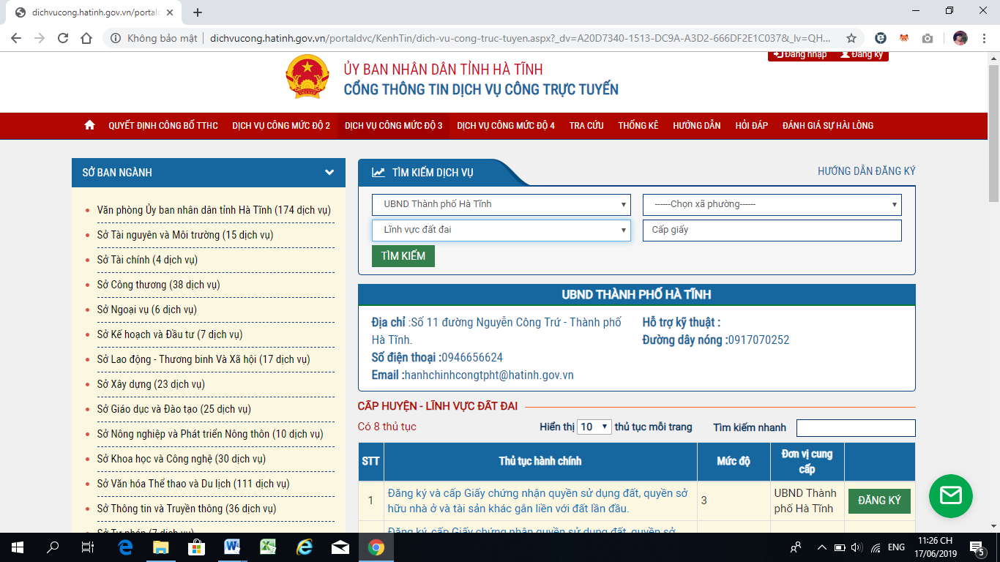 dichvucong.hatinh.gov.vn/portald
Không bảo mật | dichvucong.hatinh.gov.vn/portaldvc/KenhTin/dich-vu-cong-truc-tuyen.aspx?_dv=A20D7340-1513-DC9A-A3D2-666DF2E1C037&_lv=QH...
Đăng nhập Đăng ký
ỦY BAN NHÂN DÂN TỈNH HÀ TĨNH
CỔNG THÔNG TIN DỊCH VỤ CÔNG TRỰC TUYẾN
QUYẾT ĐỊNH CÔNG BỐ TTHC DỊCH VỤ CÔNG MỨC ĐỘ 2 DỊCH VỤ CÔNG MỨC ĐỘ 3 DỊCH VỤ CÔNG MỨC ĐỘ 4 TRA CỨU THỐNG KÊ HƯỚNG DẪN HỎI ĐÁP ĐÁNH GIÁ SỰ HÀI LÒNG
SỞ BAN NGÀNH
Văn phòng Ủy ban nhân dân tỉnh Hà Tĩnh (174 dịch vụ)
Sở Tài nguyên và Môi trường (15 dịch vụ)
Sở Tài chính (4 dịch vụ)
Sở Công thương (38 dịch vụ)
Sở Ngoại vụ (6 dịch vụ)
Sở Kế hoạch và Đầu tư (7 dịch vụ)
Sở Lao động - Thương binh Và Xã hội (17 dịch vụ)
Sở Xây dựng (23 dịch vụ)
Sở Giáo dục và Đào tạo (25 dịch vụ)
Sở Nông nghiệp và Phát triển Nông thôn (10 dịch vụ)
Sở Khoa học và Công nghệ (30 dịch vụ)
Sở Văn hóa Thể thao và Du lịch (111 dịch vụ)
Sở Thông tin và Truyền thông (36 dịch vụ)
Sở Tư pháp (7 dịch vụ)
TÌM KIẾM DỊCH VỤ
HƯỚNG DẪN ĐĂNG KÝ
UBND Thành phố Hà Tĩnh
------Chọn xã phường------
Lĩnh vực đất đai
Cấp giấy
TÌM KIẾM
UBND THÀNH PHỐ HÀ TĨNH
Địa chỉ :Số 11 đường Nguyễn Công Trứ - Thành phố
Hà Tĩnh.
Số điện thoại :0946656624
Email :hanhchinhcongtpht@hatinh.gov.vn
Hỗ trợ kỹ thuật :
Đường dây nóng :0917070252
CẤP HUYỆN - LĨNH VỰC ĐẤT ĐAI
Có 8 thủ tục
Hiển thị 10 thủ tục mỗi trang
Tìm kiếm nhanh
STT Thủ tục hành chính Mức độ Đơn vị cung
cấp
1 Đăng ký và cấp Giấy chứng nhận quyền sử dụng đất, quyền sở
hữu nhà ở và tài sản khác gắn liền với đất lần đầu.
3
UBND Thành
phố Hà Tĩnh
ĐĂNG KÝ
Đăng ký, cấp Giấy chứng nhận quyền sử dụng đất, quyền sở
ENG
11:26 CH
17/06/2019
5